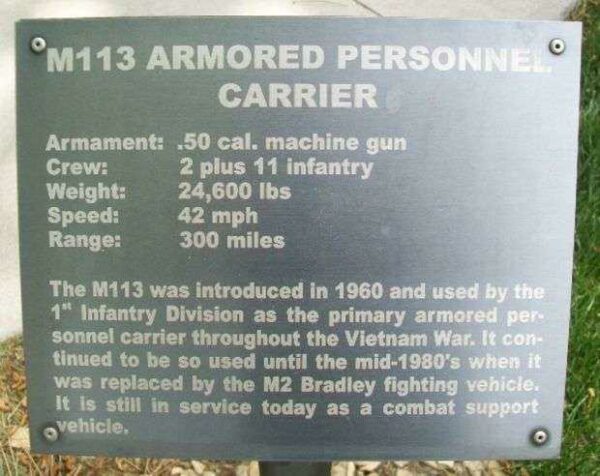 M113 ARMORED PERSONNEL
CARRIER
Armament: .50 cal. machine gun
Crew: 2 plus 11 infantry
Weight: 24,600 lbs
Speed: 42 mph
Range: 300 miles
The M113 was introduced in 1960 and used by the
1st Infantry Division as the primary armored per-
sonnel carrier throughout the Vietnam War. It con-
tinued to be so used until the mid-1980's when it
was replaced by the M2 Bradley fighting vehicle.
It is still in service today as a combat support
vehicle.